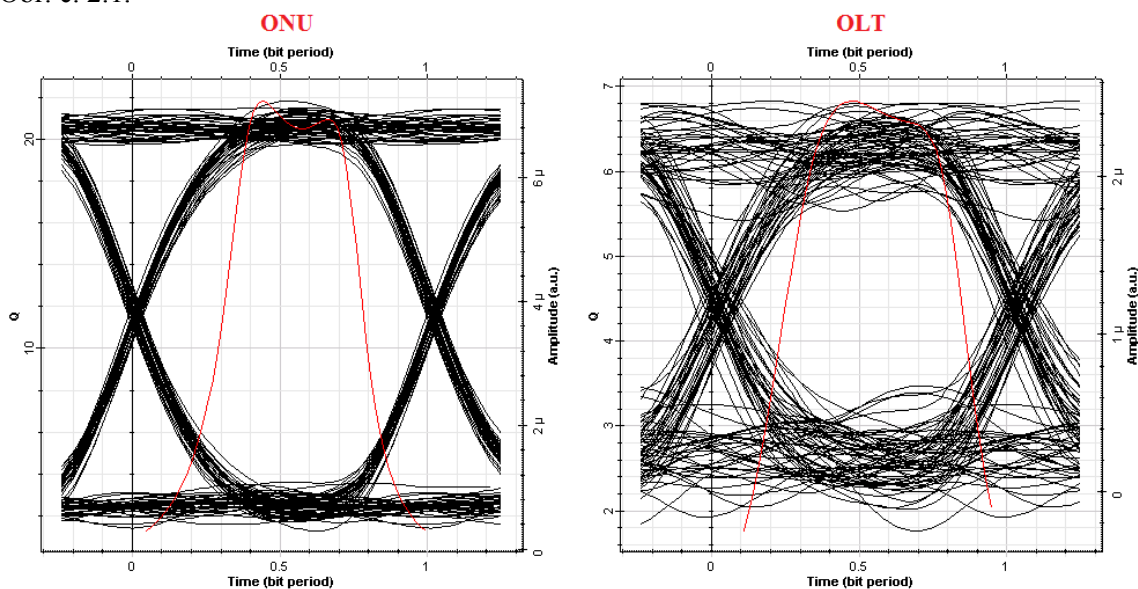 ONU
Time (bit period)
0 0.5 1
Q
20
10
6 µ
4 µ
2 µ
0
Amplitude (a.u.)
0 0.5 1
Time (bit period)
OLT
Time (bit period)
0 0.5 1
Q
7
6
5
4
3
2
2 µ
1 µ
0
Amplitude (a.u.)
0 0.5 1
Time (bit period)